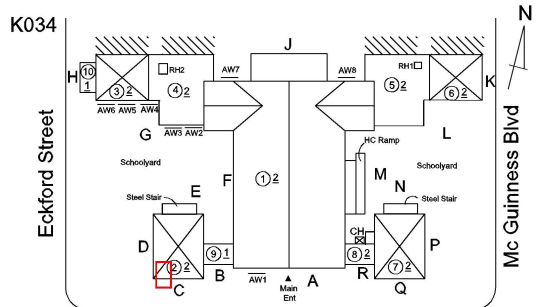 K034
N
J
H
10
1
3 2
RH2
4 2
AW7
AW8
RH1
5 2
6 2
K
AW6 AW5 AW4
G
AW3 AW2
HC Ramp
L
Schoolyard
Schoolyard
Eckford Street
Mc Guinness Blvd
F
1 2
M
E
Steel Stair
N
Steel Stair
D
2 2
C
9 1
B
CH
8 2
R
7 2
P
Q
AW1
Main
Ent
A